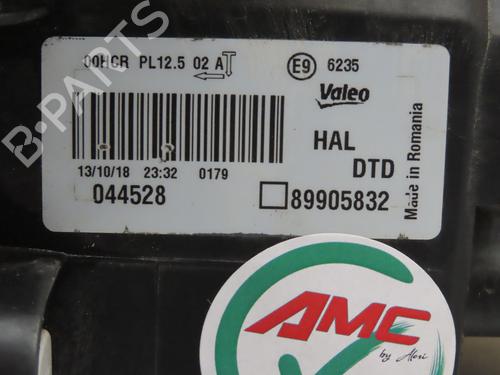 00HCR PL12.5 02 A
E9 6235
Valeo
HAL
DTD
Made in Romania
13/10/18 23:32 0179
044528
89905832
B-PARTS
AMC
by Alexi